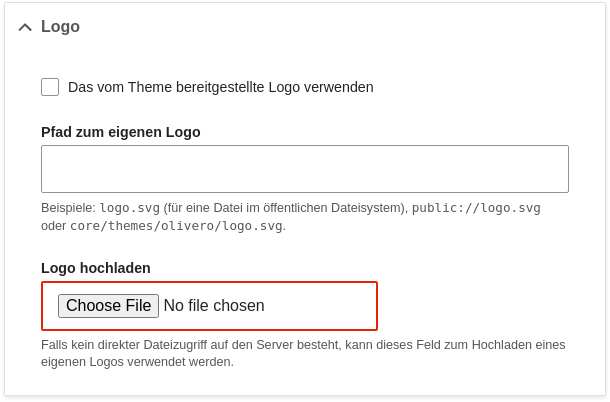 Logo
Das vom Theme bereitgestellte Logo verwenden
Pfad zum eigenen Logo
Beispiele: logo.svg (für eine Datei im öffentlichen Dateisystem), public://logo.svg
oder core/themes/olivero/logo.svg.
Logo hochladen
Choose File No file chosen
Falls kein direkter Dateizugriff auf den Server besteht, kann dieses Feld zum Hochladen eines
eigenen Logos verwendet werden.